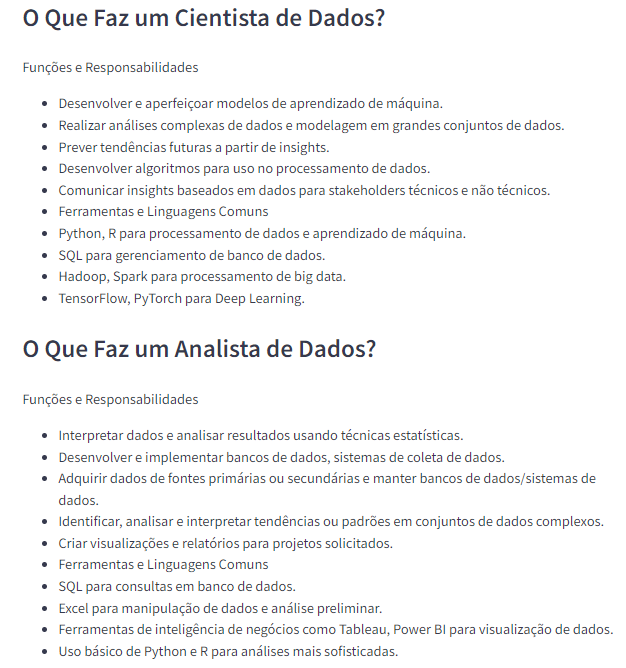 O Que Faz um Cientista de Dados?
Funções e Responsabilidades
• Desenvolver e aperfeiçoar modelos de aprendizado de máquina.
• Realizar análises complexas de dados e modelagem em grandes conjuntos de dados.
• Prever tendências futuras a partir de insights.
• Desenvolver algoritmos para uso no processamento de dados.
• Comunicar insights baseados em dados para stakeholders técnicos e não técnicos.
• Ferramentas e Linguagens Comuns
• Python, R para processamento de dados e aprendizado de máquina.
• SQL para gerenciamento de banco de dados.
• Hadoop, Spark para processamento de big data.
• TensorFlow, PyTorch para Deep Learning.
O Que Faz um Analista de Dados?
Funções e Responsabilidades
• Interpretar dados e analisar resultados usando técnicas estatísticas.
• Desenvolver e implementar bancos de dados, sistemas de coleta de dados.
• Adquirir dados de fontes primárias ou secundárias e manter bancos de dados/sistemas de
dados.
• Identificar, analisar e interpretar tendências ou padrões em conjuntos de dados complexos.
• Criar visualizações e relatórios para projetos solicitados.
• Ferramentas e Linguagens Comuns
• SQL para consultas em banco de dados.
• Excel para manipulação de dados e análise preliminar.
• Ferramentas de inteligência de negócios como Tableau, Power BI para visualização de dados.
• Uso básico de Python e R para análises mais sofisticadas.